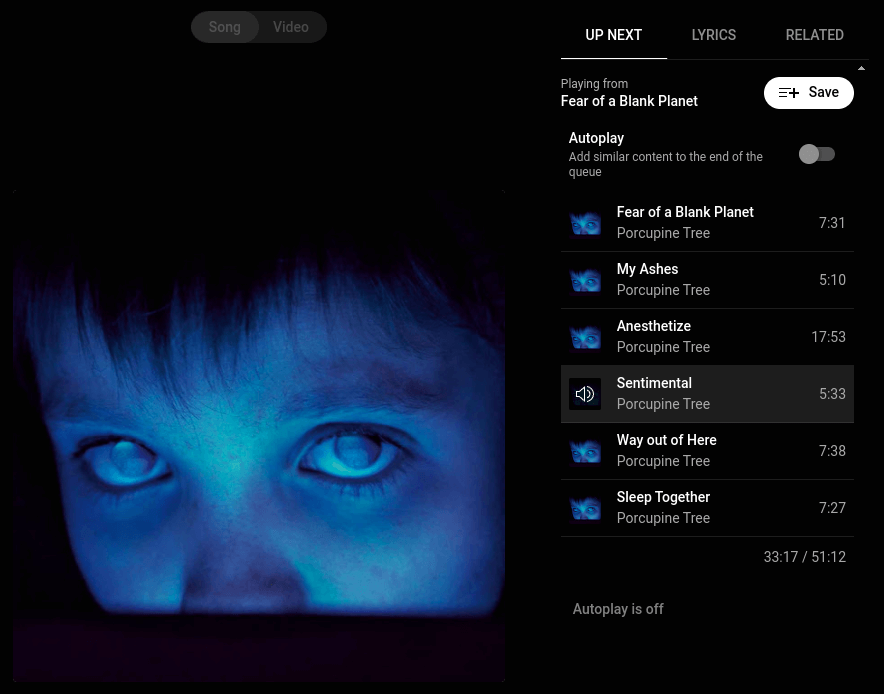 Song Video
UP NEXT LYRICS RELATED
Playing from
Fear of a Blank Planet
Save
Autoplay
Add similar content to the end of the
queue
Fear of a Blank Planet
Porcupine Tree
7:31
My Ashes
Porcupine Tree
5:10
Anesthetize
Porcupine Tree
17:53
Sentimental
Porcupine Tree
5:33
Way out of Here
Porcupine Tree
7:38
Sleep Together
Porcupine Tree
7:27
33:17 / 51:12
Autoplay is off